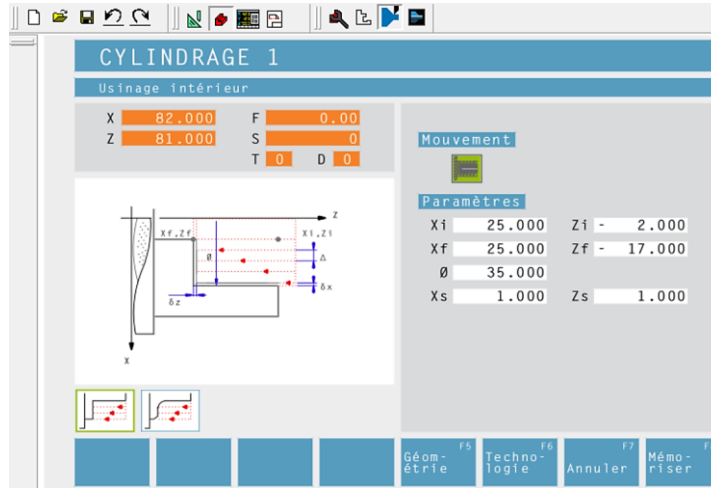 CYLINDRAGE 1
Usinage intérieur
X 82.000 F 0.00
Z 81.000 S 0
T 0 D 0
Mouvement
Paramètres
Xi 25.000 Zi - 2.000
Xf 25.000 Zf - 17.000
Ø 35.000
Xs 1.000 Zs 1.000
Z
Xf,Zf Xi,Zi
Ø Δ
δx
δz
X
F5 F6 F7
Géom- Techno- Mémo-
étrie logie Annuler riser